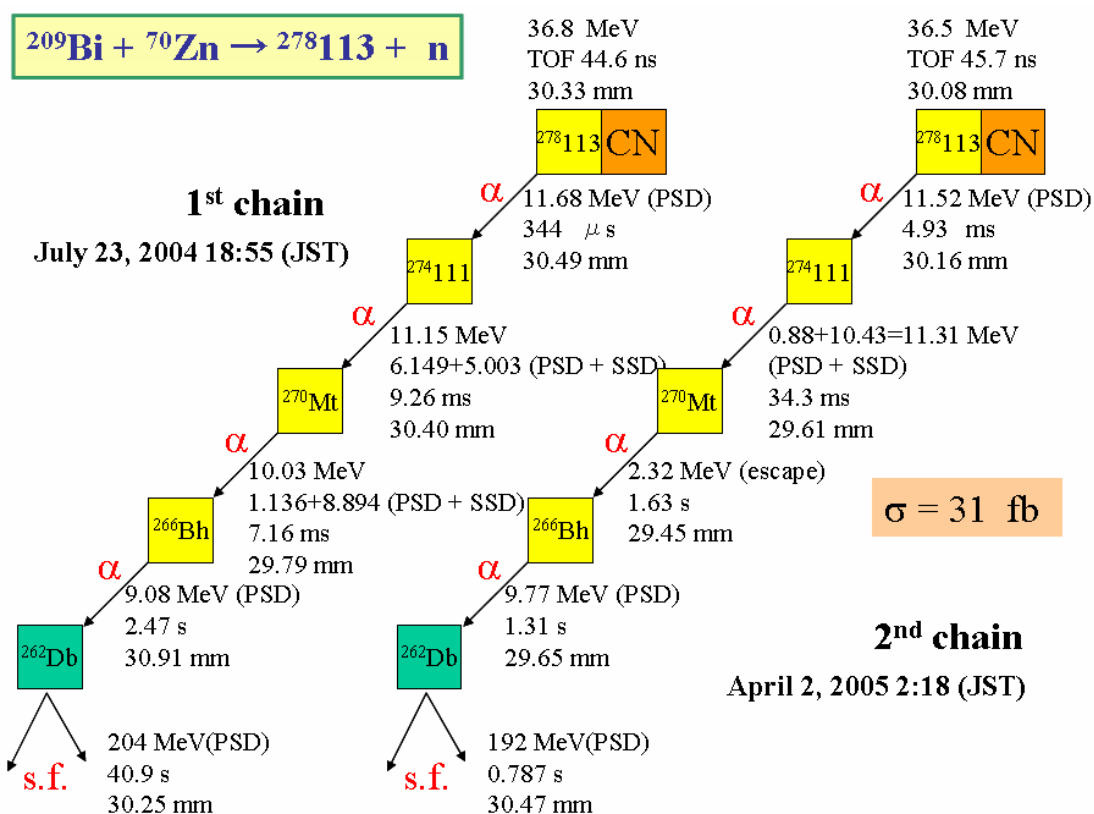 ²⁰⁹Bi + ⁷⁰Zn → ²⁷⁸113 + n
36.8 MeV
TOF 44.6 ns
30.33 mm
²⁷⁸113 CN
1ˢᵗ chain
July 23, 2004 18:55 (JST)
α
11.68 MeV (PSD)
344 μs
30.49 mm
²⁷⁴111
α
11.15 MeV
6.149+5.003 (PSD + SSD)
9.26 ms
30.40 mm
²⁷⁰Mt
α
10.03 MeV
1.136+8.894 (PSD + SSD)
7.16 ms
29.79 mm
²⁶⁶Bh
α
9.08 MeV (PSD)
2.47 s
30.91 mm
²⁶²Db
204 MeV(PSD)
40.9 s
30.25 mm
s.f.
36.5 MeV
TOF 45.7 ns
30.08 mm
²⁷⁸113 CN
α
11.52 MeV (PSD)
4.93 ms
30.16 mm
²⁷⁴111
α
0.88+10.43=11.31 MeV
(PSD + SSD)
34.3 ms
29.61 mm
²⁷⁰Mt
α
2.32 MeV (escape)
1.63 s
29.45 mm
²⁶⁶Bh
σ = 31 fb
α
9.77 MeV (PSD)
1.31 s
29.65 mm
²⁶²Db
2ⁿᵈ chain
April 2, 2005 2:18 (JST)
192 MeV(PSD)
0.787 s
30.47 mm
s.f.